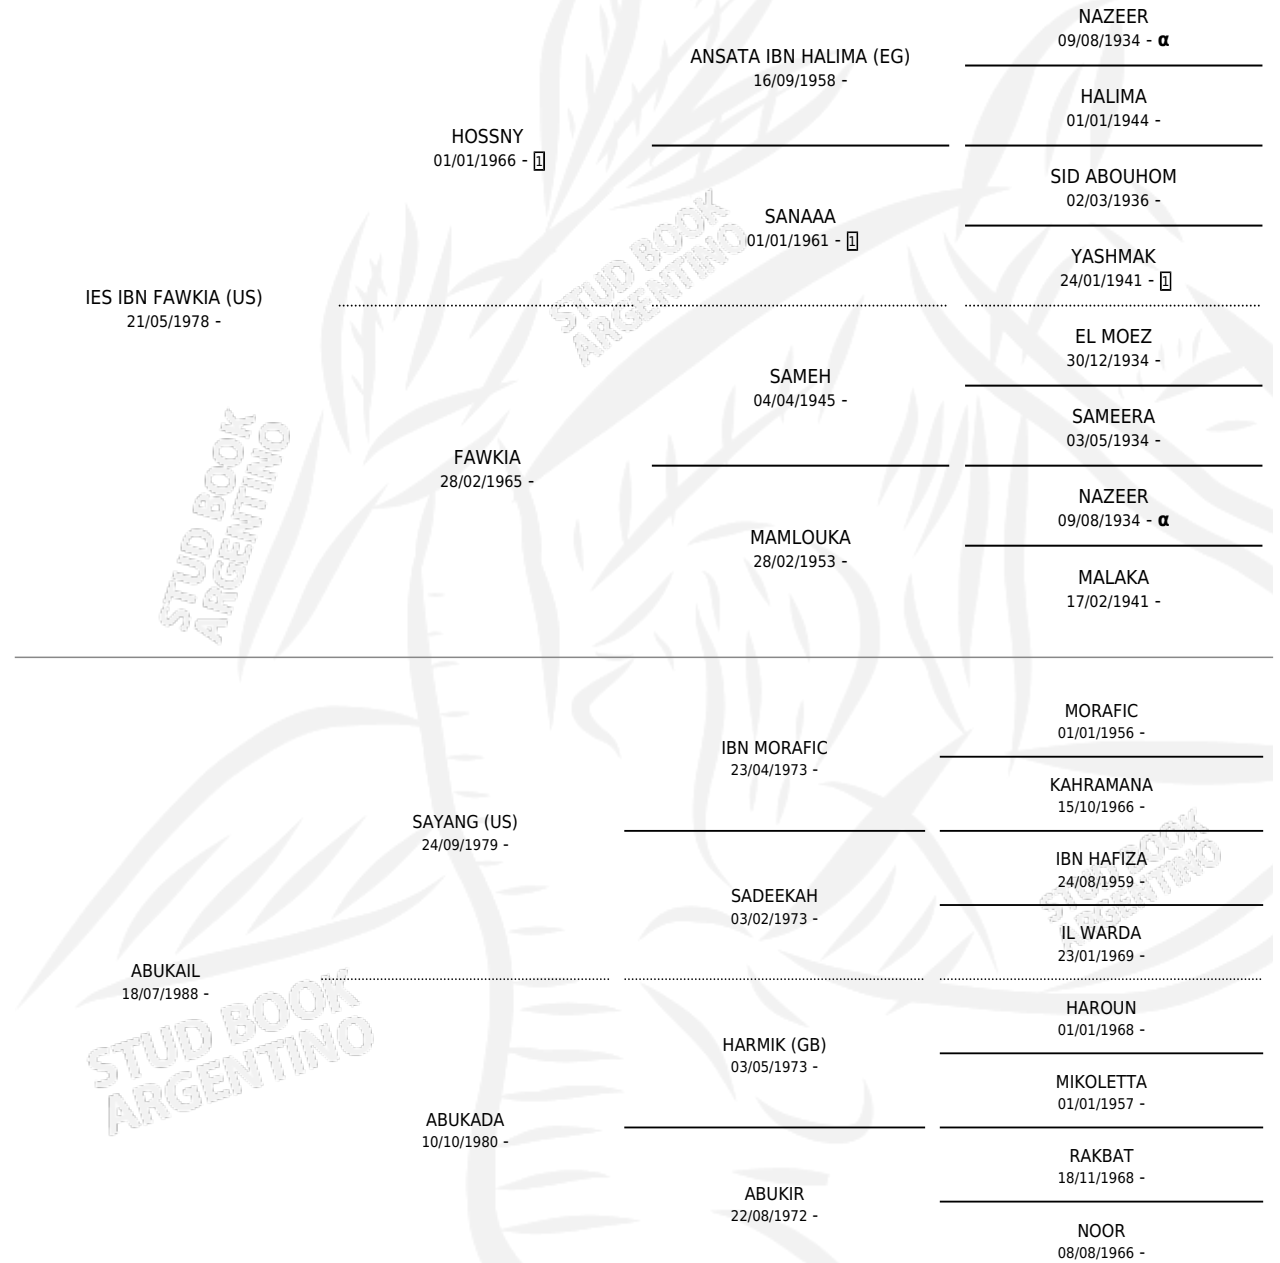 NAZEER
09/08/1934 - α
ANSATA IBN HALIMA (EG)
16/09/1958 -
HALIMA
01/01/1944 -
HOSSNY
01/01/1966 - 1
SID ABOUHOM
02/03/1936 -
SANAAA
01/01/1961 - 1
YASHMAK
24/01/1941 - 1
IES IBN FAWKIA (US)
21/05/1978 -
EL MOEZ
30/12/1934 -
SAMEH
04/04/1945 -
SAMEERA
03/05/1934 -
FAWKIA
28/02/1965 -
NAZEER
09/08/1934 - α
MAMLOUKA
28/02/1953 -
MALAKA
17/02/1941 -
STUD BOOK
ARGENTINO
STUD BOOK
ARGENTINO
MORAFIC
01/01/1956 -
IBN MORAFIC
23/04/1973 -
KAHRAMANA
15/10/1966 -
SAYANG (US)
24/09/1979 -
IBN HAFIZA
24/08/1959 -
SADEEKAH
03/02/1973 -
IL WARDA
23/01/1969 -
ABUKAIL
18/07/1988 -
HAROUN
01/01/1968 -
HARMIK (GB)
03/05/1973 -
MIKOLETTA
01/01/1957 -
ABUKADA
10/10/1980 -
RAKBAT
18/11/1968 -
ABUKIR
22/08/1972 -
NOOR
08/08/1966 -
STUD BOOK
ARGENTINO
STUD BOOK
ARGENTINO